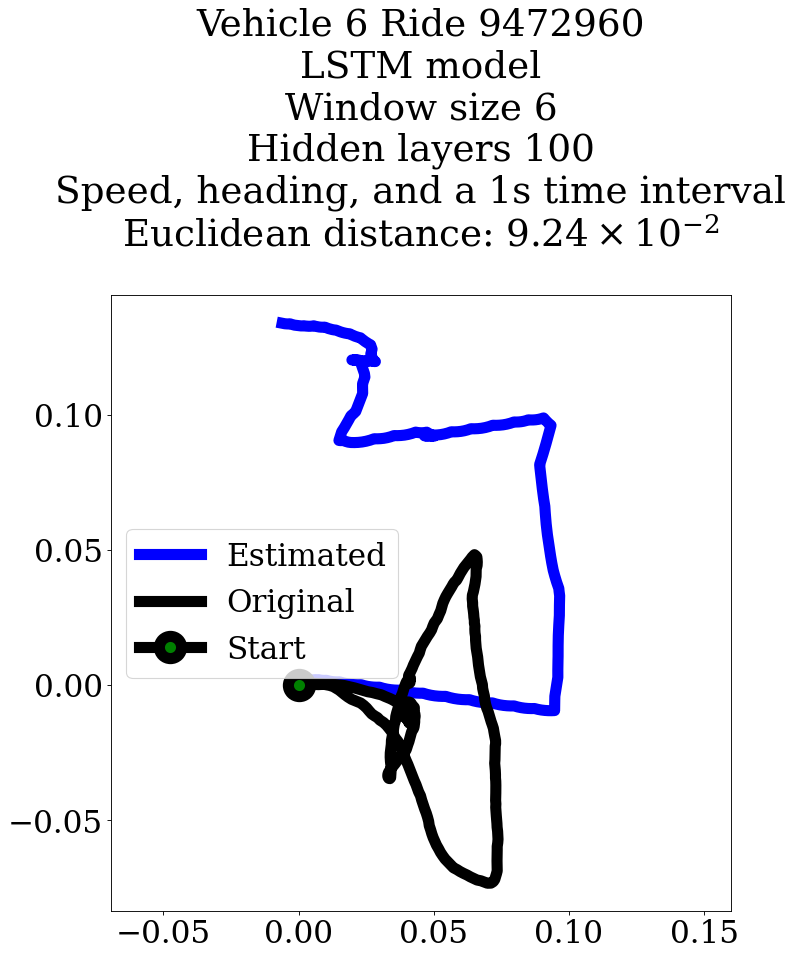 Vehicle 6 Ride 9472960
LSTM model
Window size 6
Hidden layers 100
Speed, heading, and a 1s time interval
Euclidean distance: 9.24 × 10⁻²
0.10
0.05
0.00
−0.05
Estimated
Original
Start
−0.05 0.00 0.05 0.10 0.15